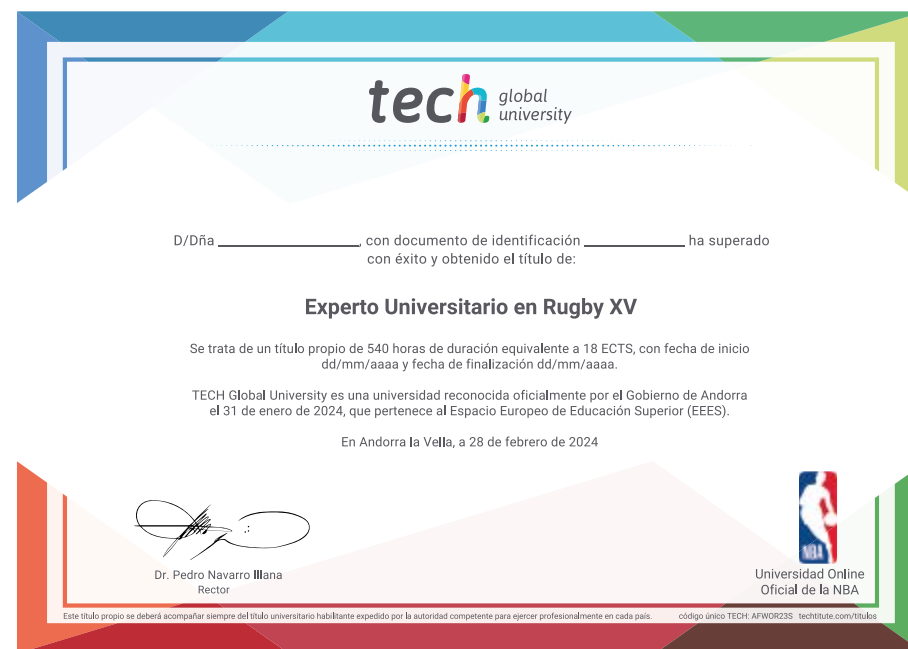 tech global university
D/Dña ____________________, con documento de identificación ______________ ha superado
con éxito y obtenido el título de:
Experto Universitario en Rugby XV
Se trata de un título propio de 540 horas de duración equivalente a 18 ECTS, con fecha de inicio
dd/mm/aaaa y fecha de finalización dd/mm/aaaa.
TECH Global University es una universidad reconocida oficialmente por el Gobierno de Andorra
el 31 de enero de 2024, que pertenece al Espacio Europeo de Educación Superior (EEES).
En Andorra la Vella, a 28 de febrero de 2024
Dr. Pedro Navarro Illana
Rector
NBA
Universidad Online
Oficial de la NBA
Este título propio se deberá acompañar siempre del título universitario habilitante expedido por la autoridad competente para ejercer profesionalmente en cada país. código único TECH: AFWOR23S techtitute.com/titulos